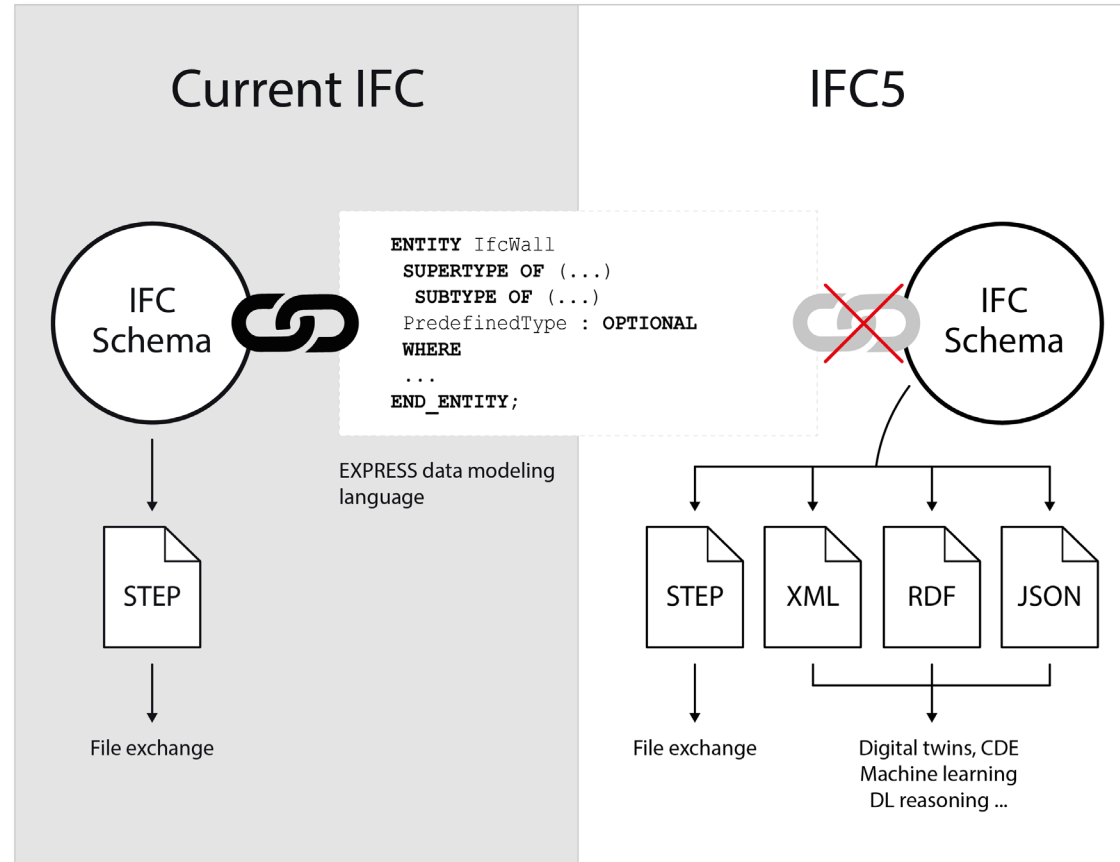 Current IFC
IFC5
IFC
Schema
ENTITY IfcWall
SUPERTYPE OF (...)
SUBTYPE OF (...)
PredefinedType : OPTIONAL
WHERE
...
END_ENTITY;
IFC
Schema
EXPRESS data modeling
language
STEP
File exchange
STEP
XML
RDF
JSON
File exchange
Digital twins, CDE
Machine learning
DL reasoning ...